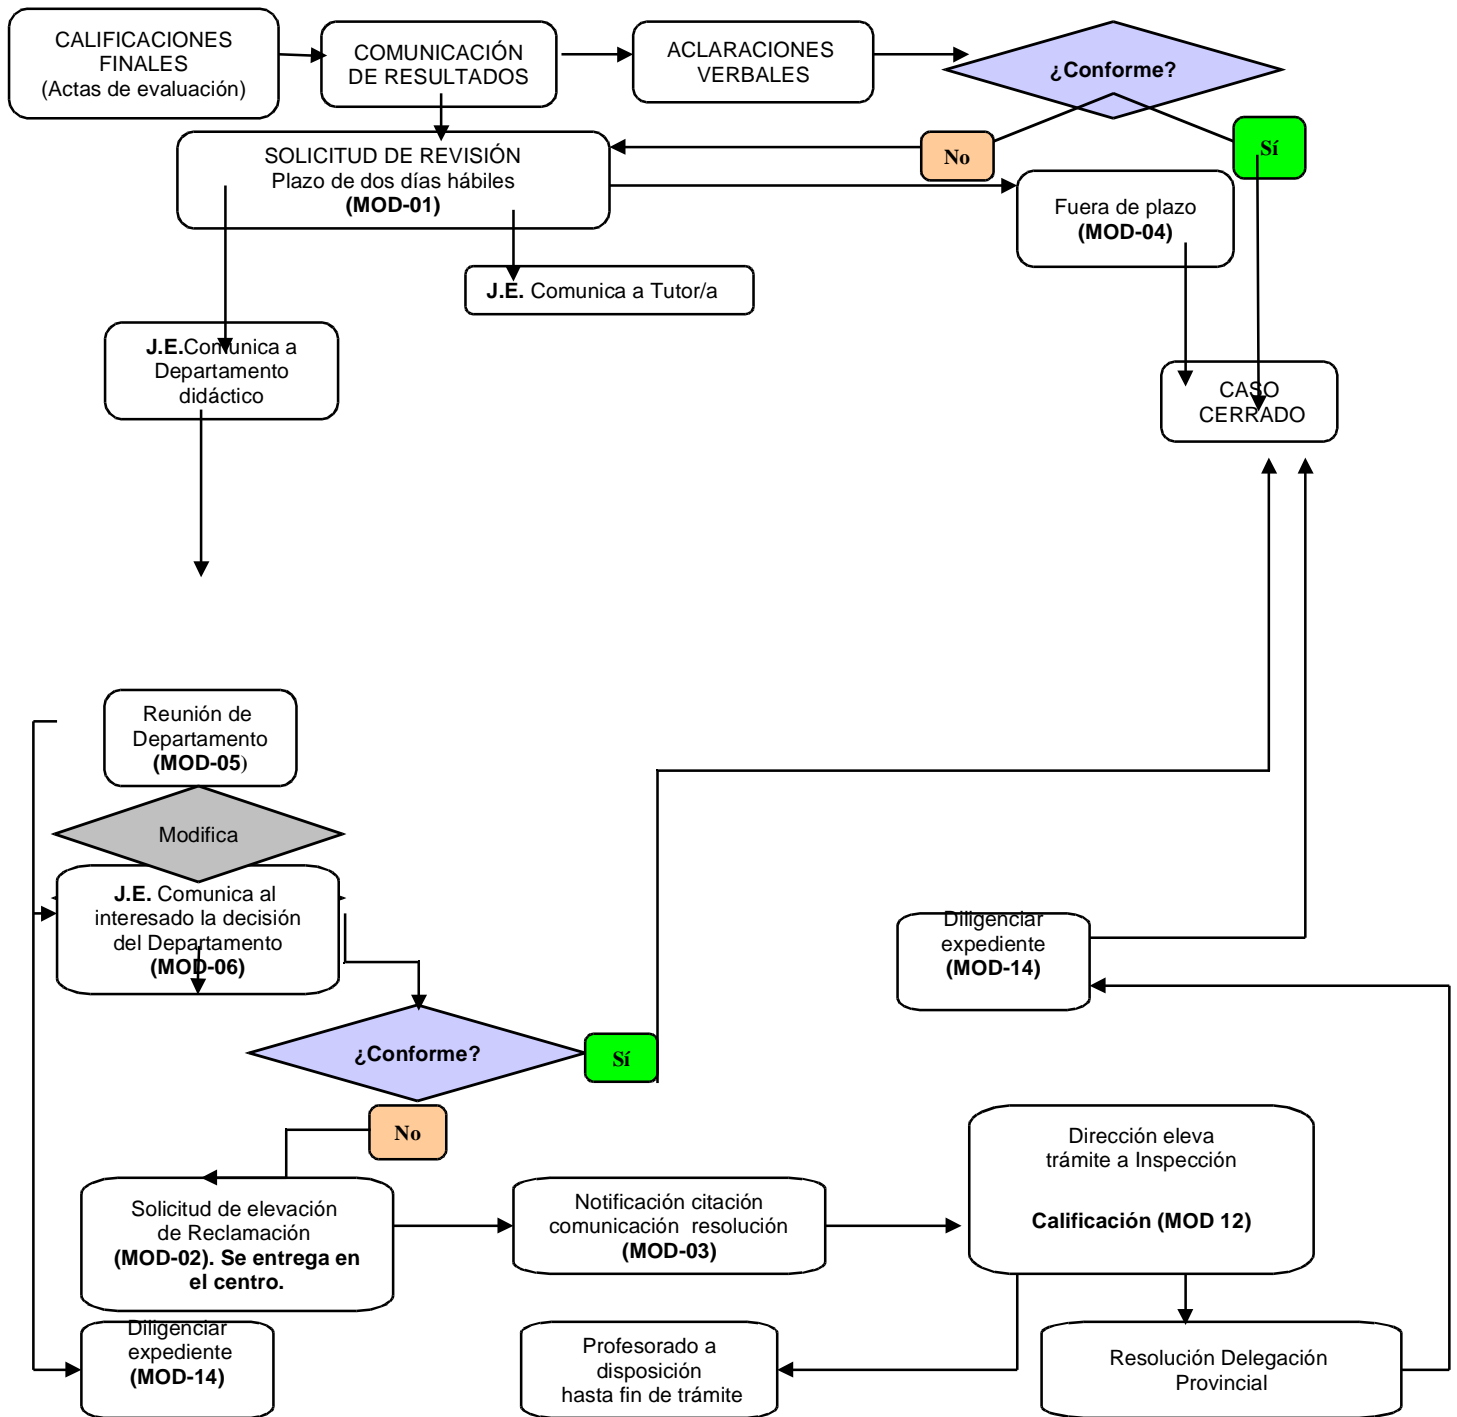 CALIFICACIONES
FINALES
(Actas de evaluación)
COMUNICACIÓN
DE RESULTADOS
ACLARACIONES
VERBALES
¿Conforme?
No
Sí
SOLICITUD DE REVISIÓN
Plazo de dos días hábiles
(MOD-01)
Fuera de plazo
(MOD-04)
J.E. Comunica a Tutor/a
J.E.Comunica a
Departamento
didáctico
CASO
CERRADO
Reunión de
Departamento
(MOD-05)
Modifica
J.E. Comunica al
interesado la decisión
del Departamento
(MOD-06)
Diligenciar
expediente
(MOD-14)
¿Conforme?
Sí
No
Solicitud de elevación
de Reclamación
(MOD-02). Se entrega en
el centro.
Notificación citación
comunicación resolución
(MOD-03)
Dirección eleva
trámite a Inspección
Calificación (MOD 12)
Diligenciar
expediente
(MOD-14)
Profesorado a
disposición
hasta fin de trámite
Resolución Delegación
Provincial